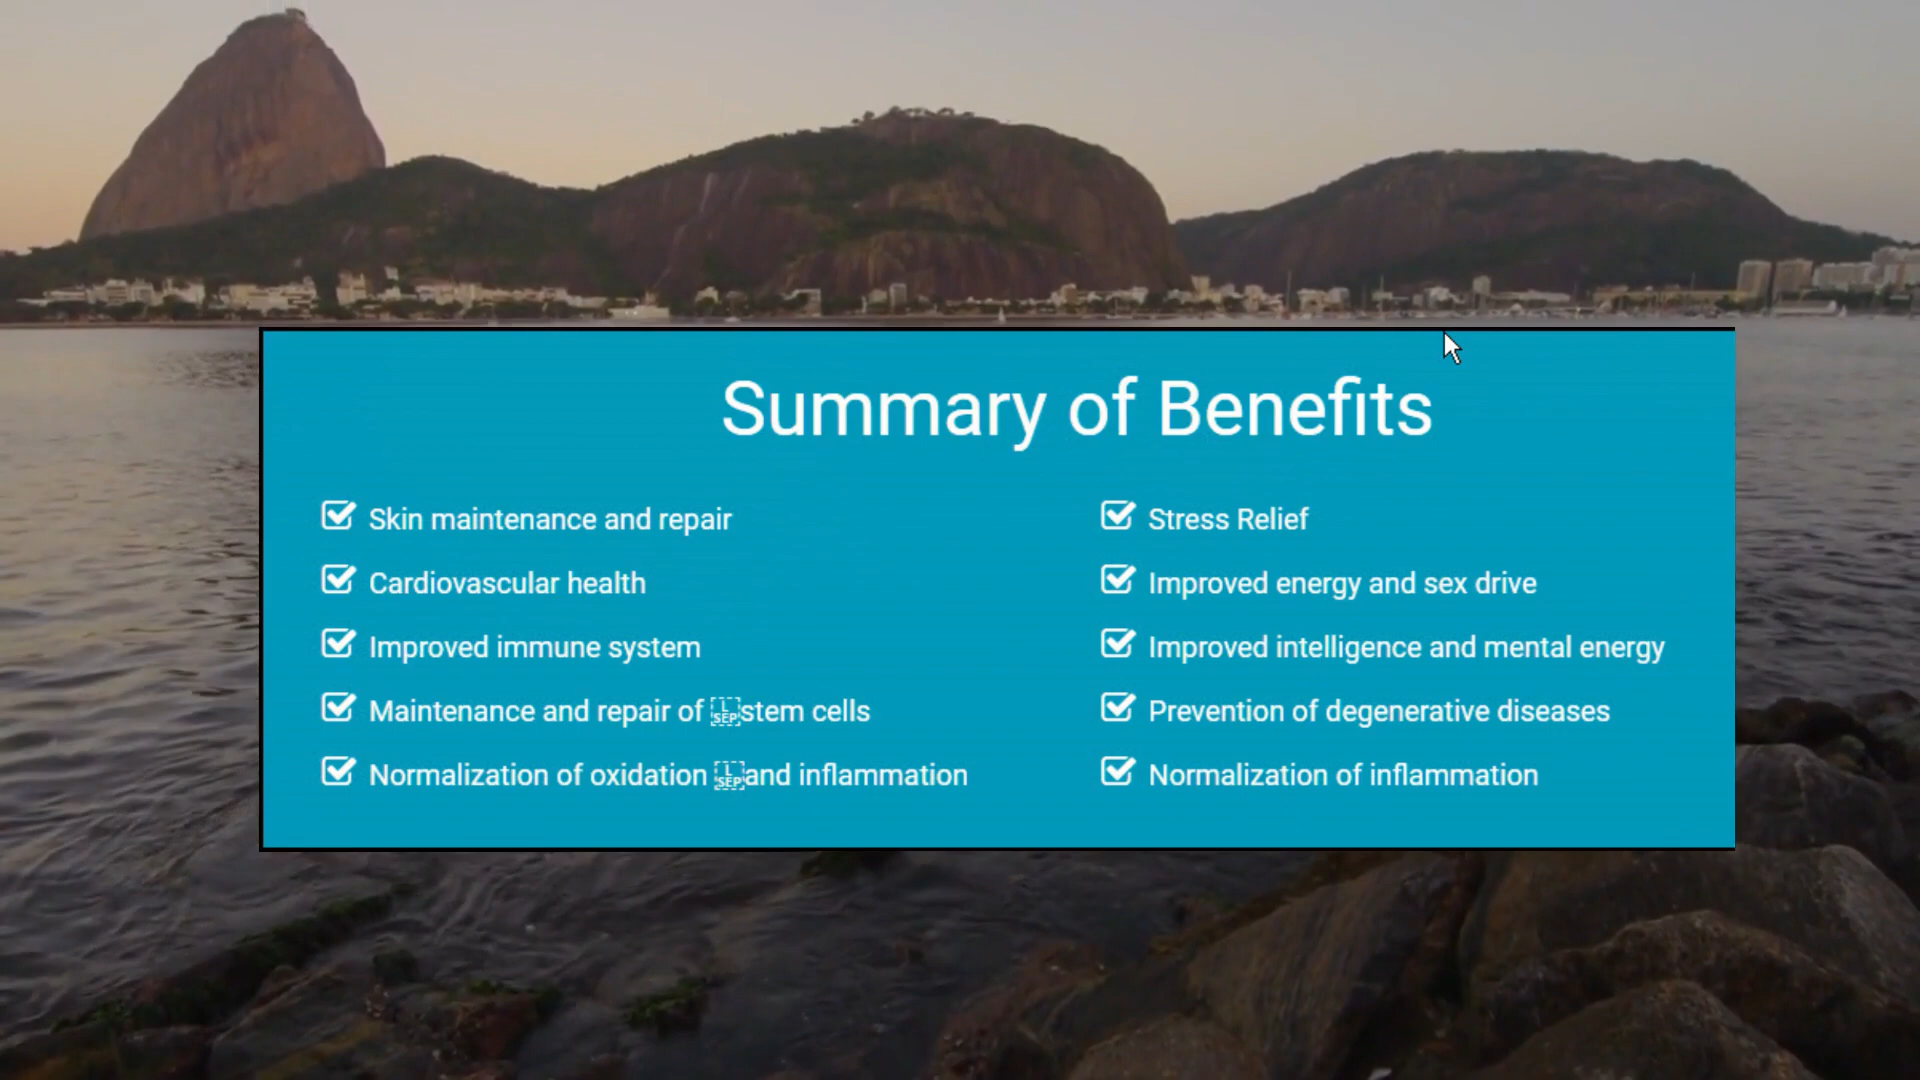 Summary of Benefits
Skin maintenance and repair
Cardiovascular health
Improved immune system
Maintenance and repair of LSEPstem cells
Normalization of oxidation LSEPand inflammation
Stress Relief
Improved energy and sex drive
Improved intelligence and mental energy
Prevention of degenerative diseases
Normalization of inflammation